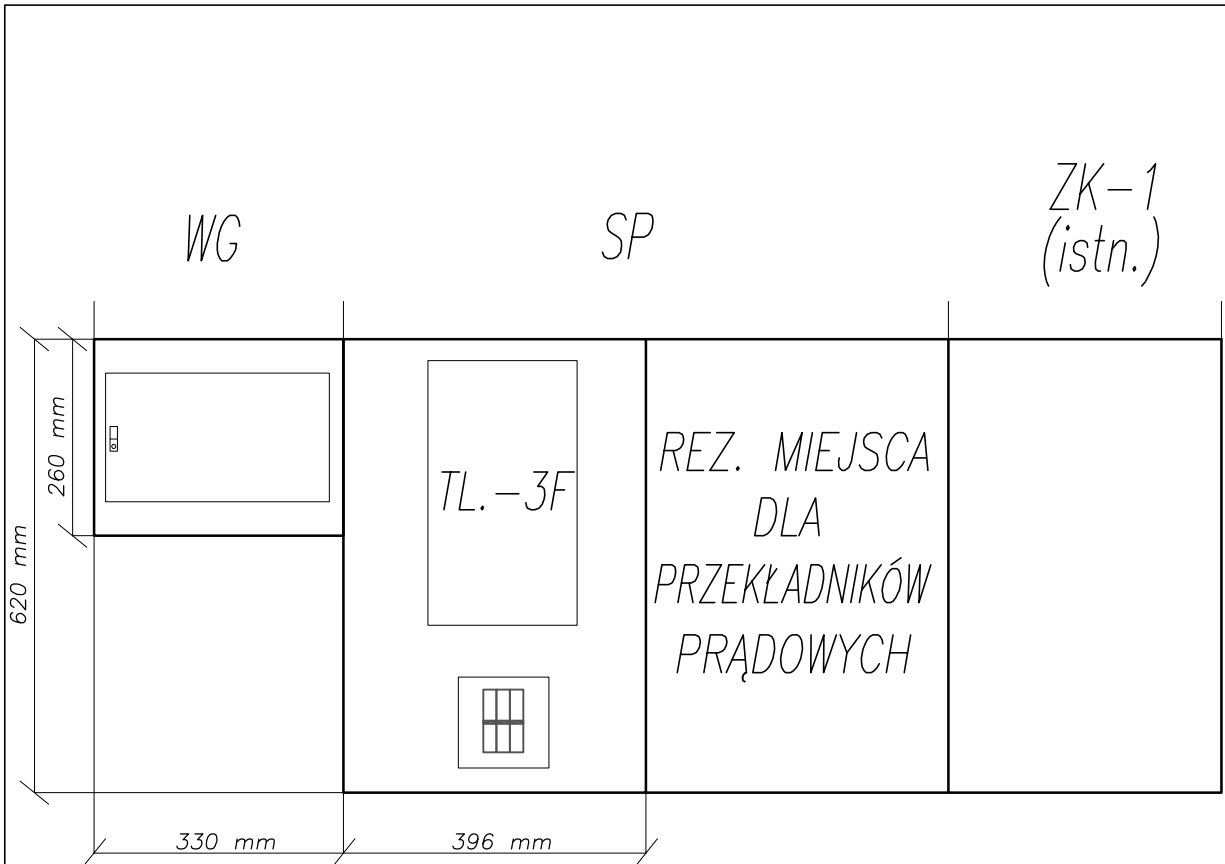 WG
SP
ZK-1
(istn.)
260 mm
620 mm
TL.-3F
REZ. MIEJSCA
DLA
PRZEKŁADNIKÓW
PRĄDOWYCH
330 mm
396 mm